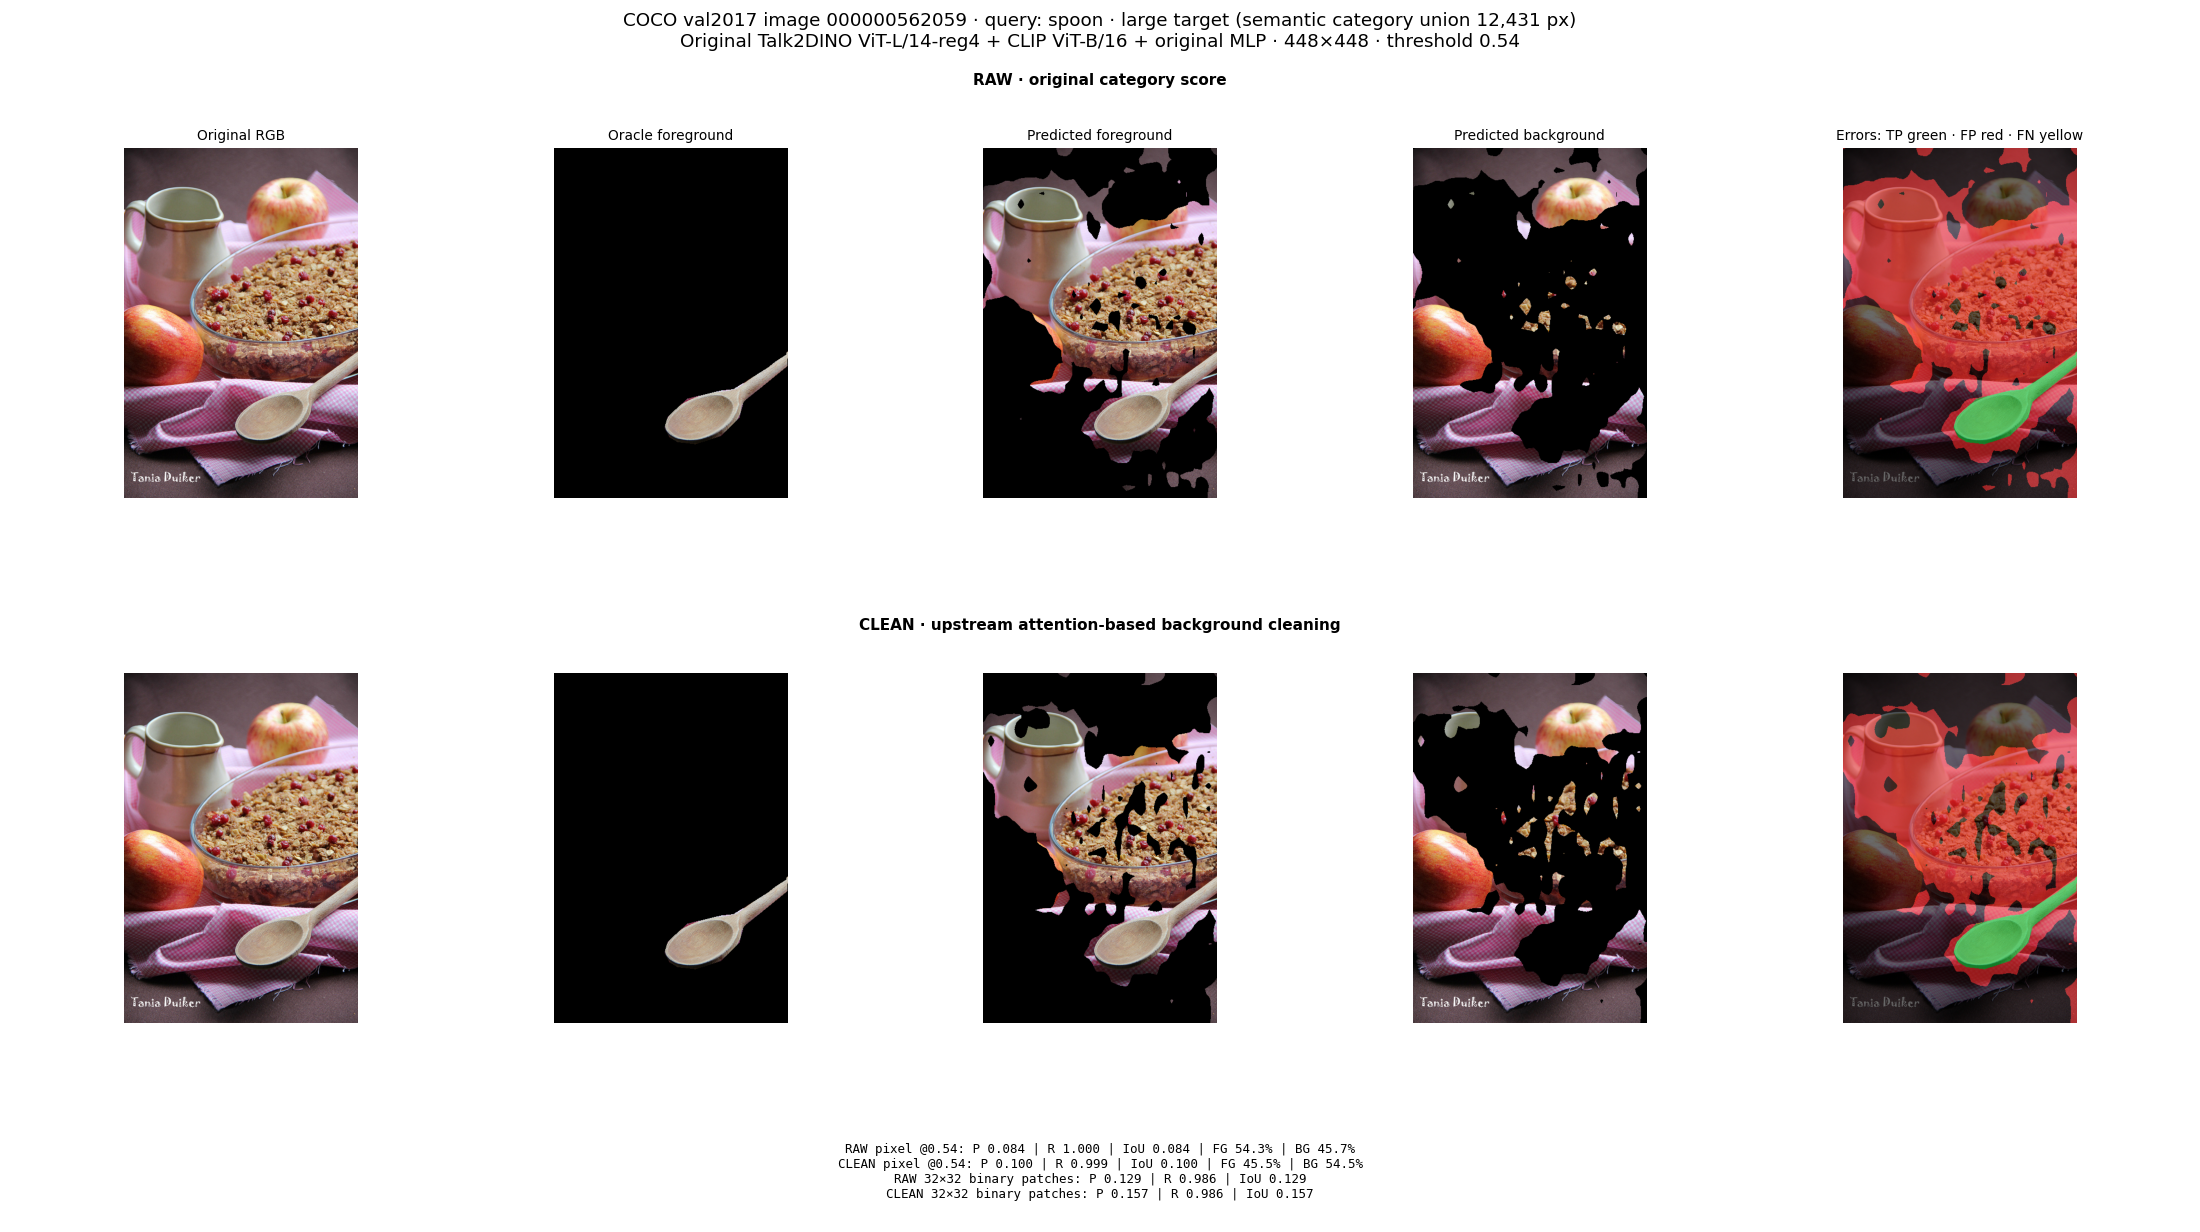 COCO val2017 image 000000562059 · query: spoon · large target (semantic category union 12,431 px)
Original Talk2DINO ViT-L/14-reg4 + CLIP ViT-B/16 + original MLP · 448×448 · threshold 0.54
RAW · original category score
Original RGB
Oracle foreground
Predicted foreground
Predicted background
Errors: TP green · FP red · FN yellow
Tania Duiker
Tania Duiker
Tania Duiker
CLEAN · upstream attention-based background cleaning
Tania Duiker
Tania Duiker
Tania Duiker
RAW pixel @0.54: P 0.084 | R 1.000 | IoU 0.084 | FG 54.3% | BG 45.7%
CLEAN pixel @0.54: P 0.100 | R 0.999 | IoU 0.100 | FG 45.5% | BG 54.5%
RAW 32×32 binary patches: P 0.129 | R 0.986 | IoU 0.129
CLEAN 32×32 binary patches: P 0.157 | R 0.986 | IoU 0.157